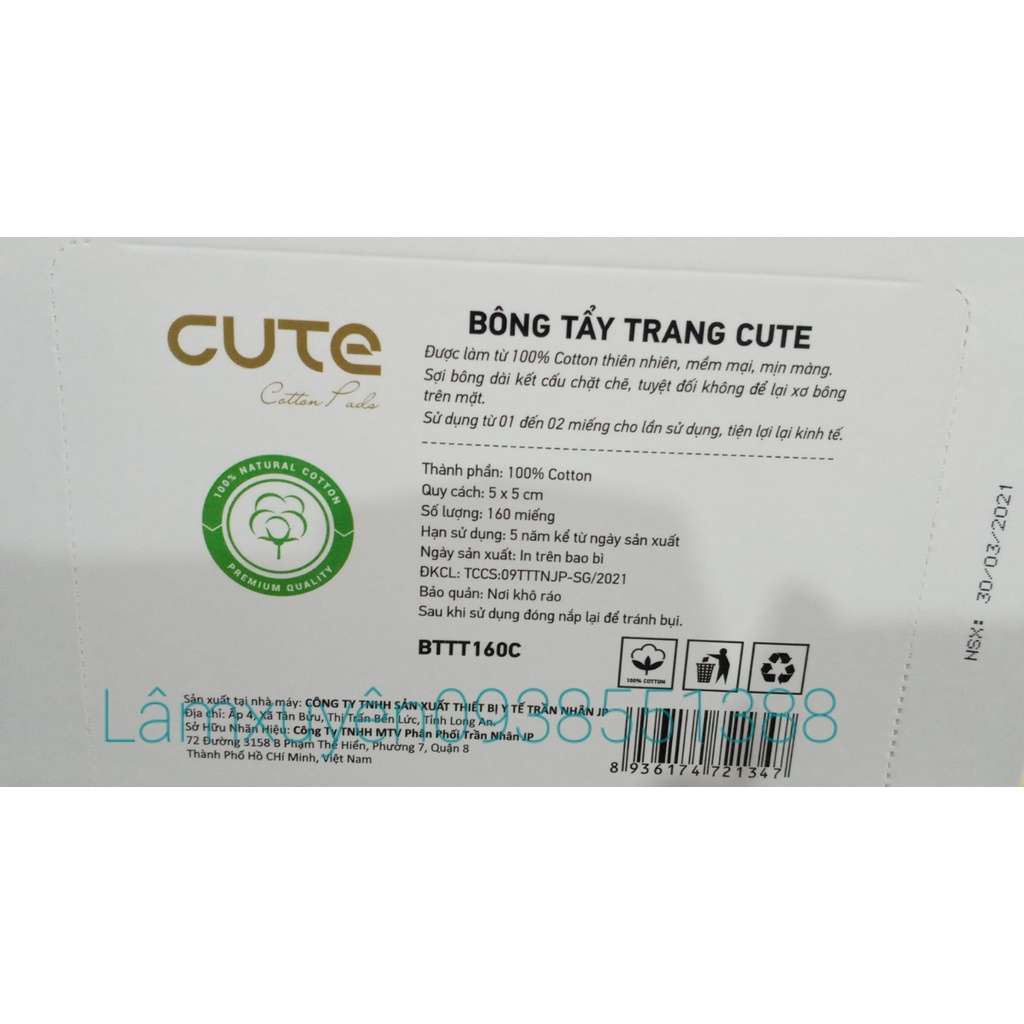 CUTe
Cotton Pads
100% NATURAL COTTON
PREMIUM QUALITY
BÔNG TẨY TRANG CUTE
Được làm từ 100% Cotton thiên nhiên, mềm mại, mịn màng.
Sợi bông dài kết cấu chặt chẽ, tuyệt đối không để lại xơ bông
trên mặt.
Sử dụng từ 01 đến 02 miếng cho lần sử dụng, tiện lợi lại kinh tế.
Thành phần: 100% Cotton
Quy cách: 5 x 5 cm
Số lượng: 160 miếng
Hạn sử dụng: 5 năm kể từ ngày sản xuất
Ngày sản xuất: In trên bao bì
ĐKCL: TCCS:09TTTNJP-SG/2021
Bảo quản: Nơi khô ráo
Sau khi sử dụng đóng nắp lại để tránh bụi.
BTTT160C
100% COTTON
Sản xuất tại nhà máy: CÔNG TY TNHH SẢN XUẤT THIẾT BỊ Y TẾ TRẦN NHÂN JP
Địa chỉ: Ấp 4, Xã Tân Bửu, Trấn Bến Lức, Tỉnh Long An.
Sở Hữu Nhãn Hiệu: Công Ty TNHH MTV Phân Phối Trần Nhân JP
72 Đường 3158 B Phạm Thế Hiển, Phường 7, Quận 8
Thành Phố Hồ CHí Minh, Việt Nam
8 936174 721347
NSX: 30/03/2021
Lâmxuyên0938551388